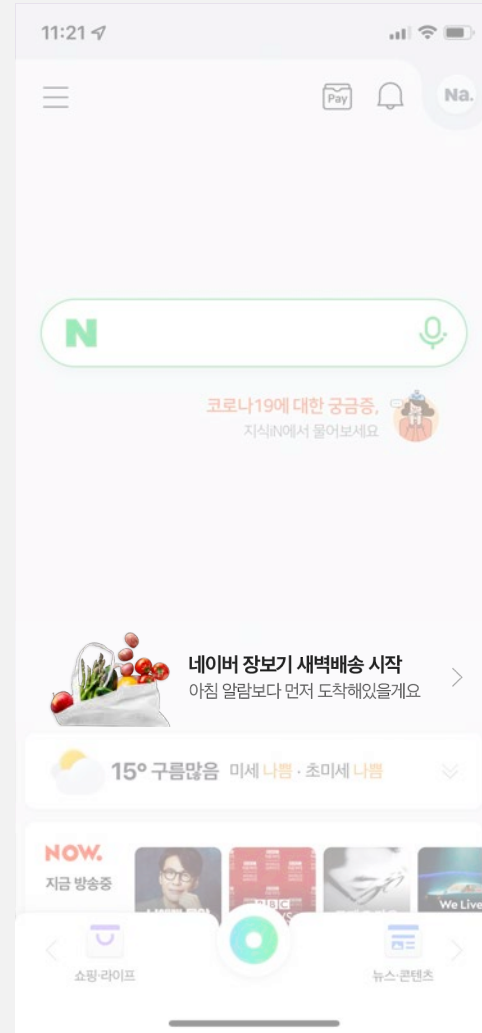 11:21
Pay
Na.
N
코로나19에 대한 궁금증,
지식iN에서 물어보세요
네이버 장보기 새벽배송 시작
아침 알람보다 먼저 도착해있을게요
15° 구름많음 미세 나쁨 · 초미세 나쁨
NOW.
지금 방송중
BBC
We Live
쇼핑·라이프
뉴스·콘텐츠